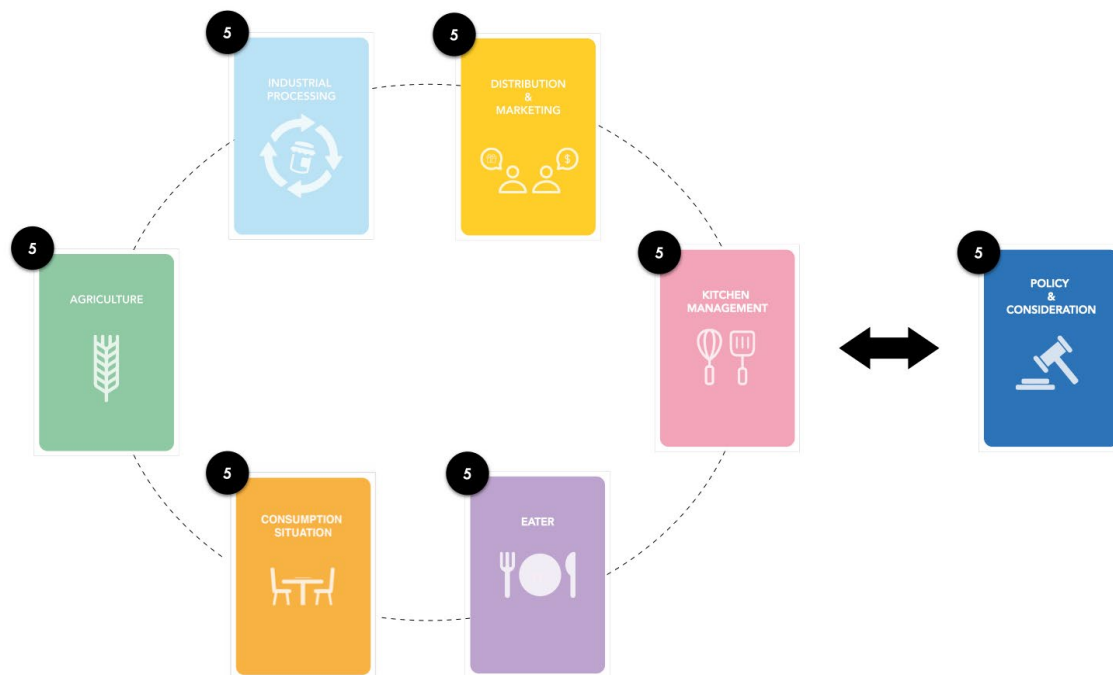 5
INDUSTRIAL
PROCESSING
5
DISTRIBUTION
&
MARKETING
$
5
AGRICULTURE
5
KITCHEN
MANAGEMENT
5
POLICY
&
CONSIDERATION
5
CONSUMPTION
SITUATION
5
EATER